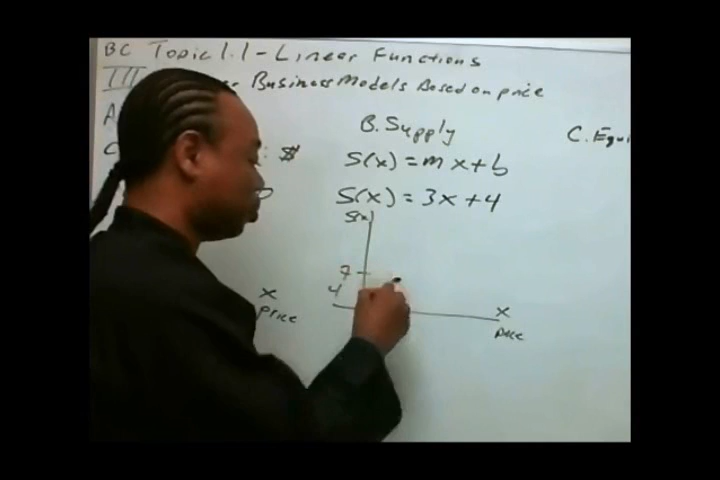 BC Topic 1.1 - Linear Functions
III Business Models Based on price
A
B. Supply
C. Equi
C : $
S(x) = mx + b
S(x) = 3x + 4
S(x)
7
4
x
price
x
price